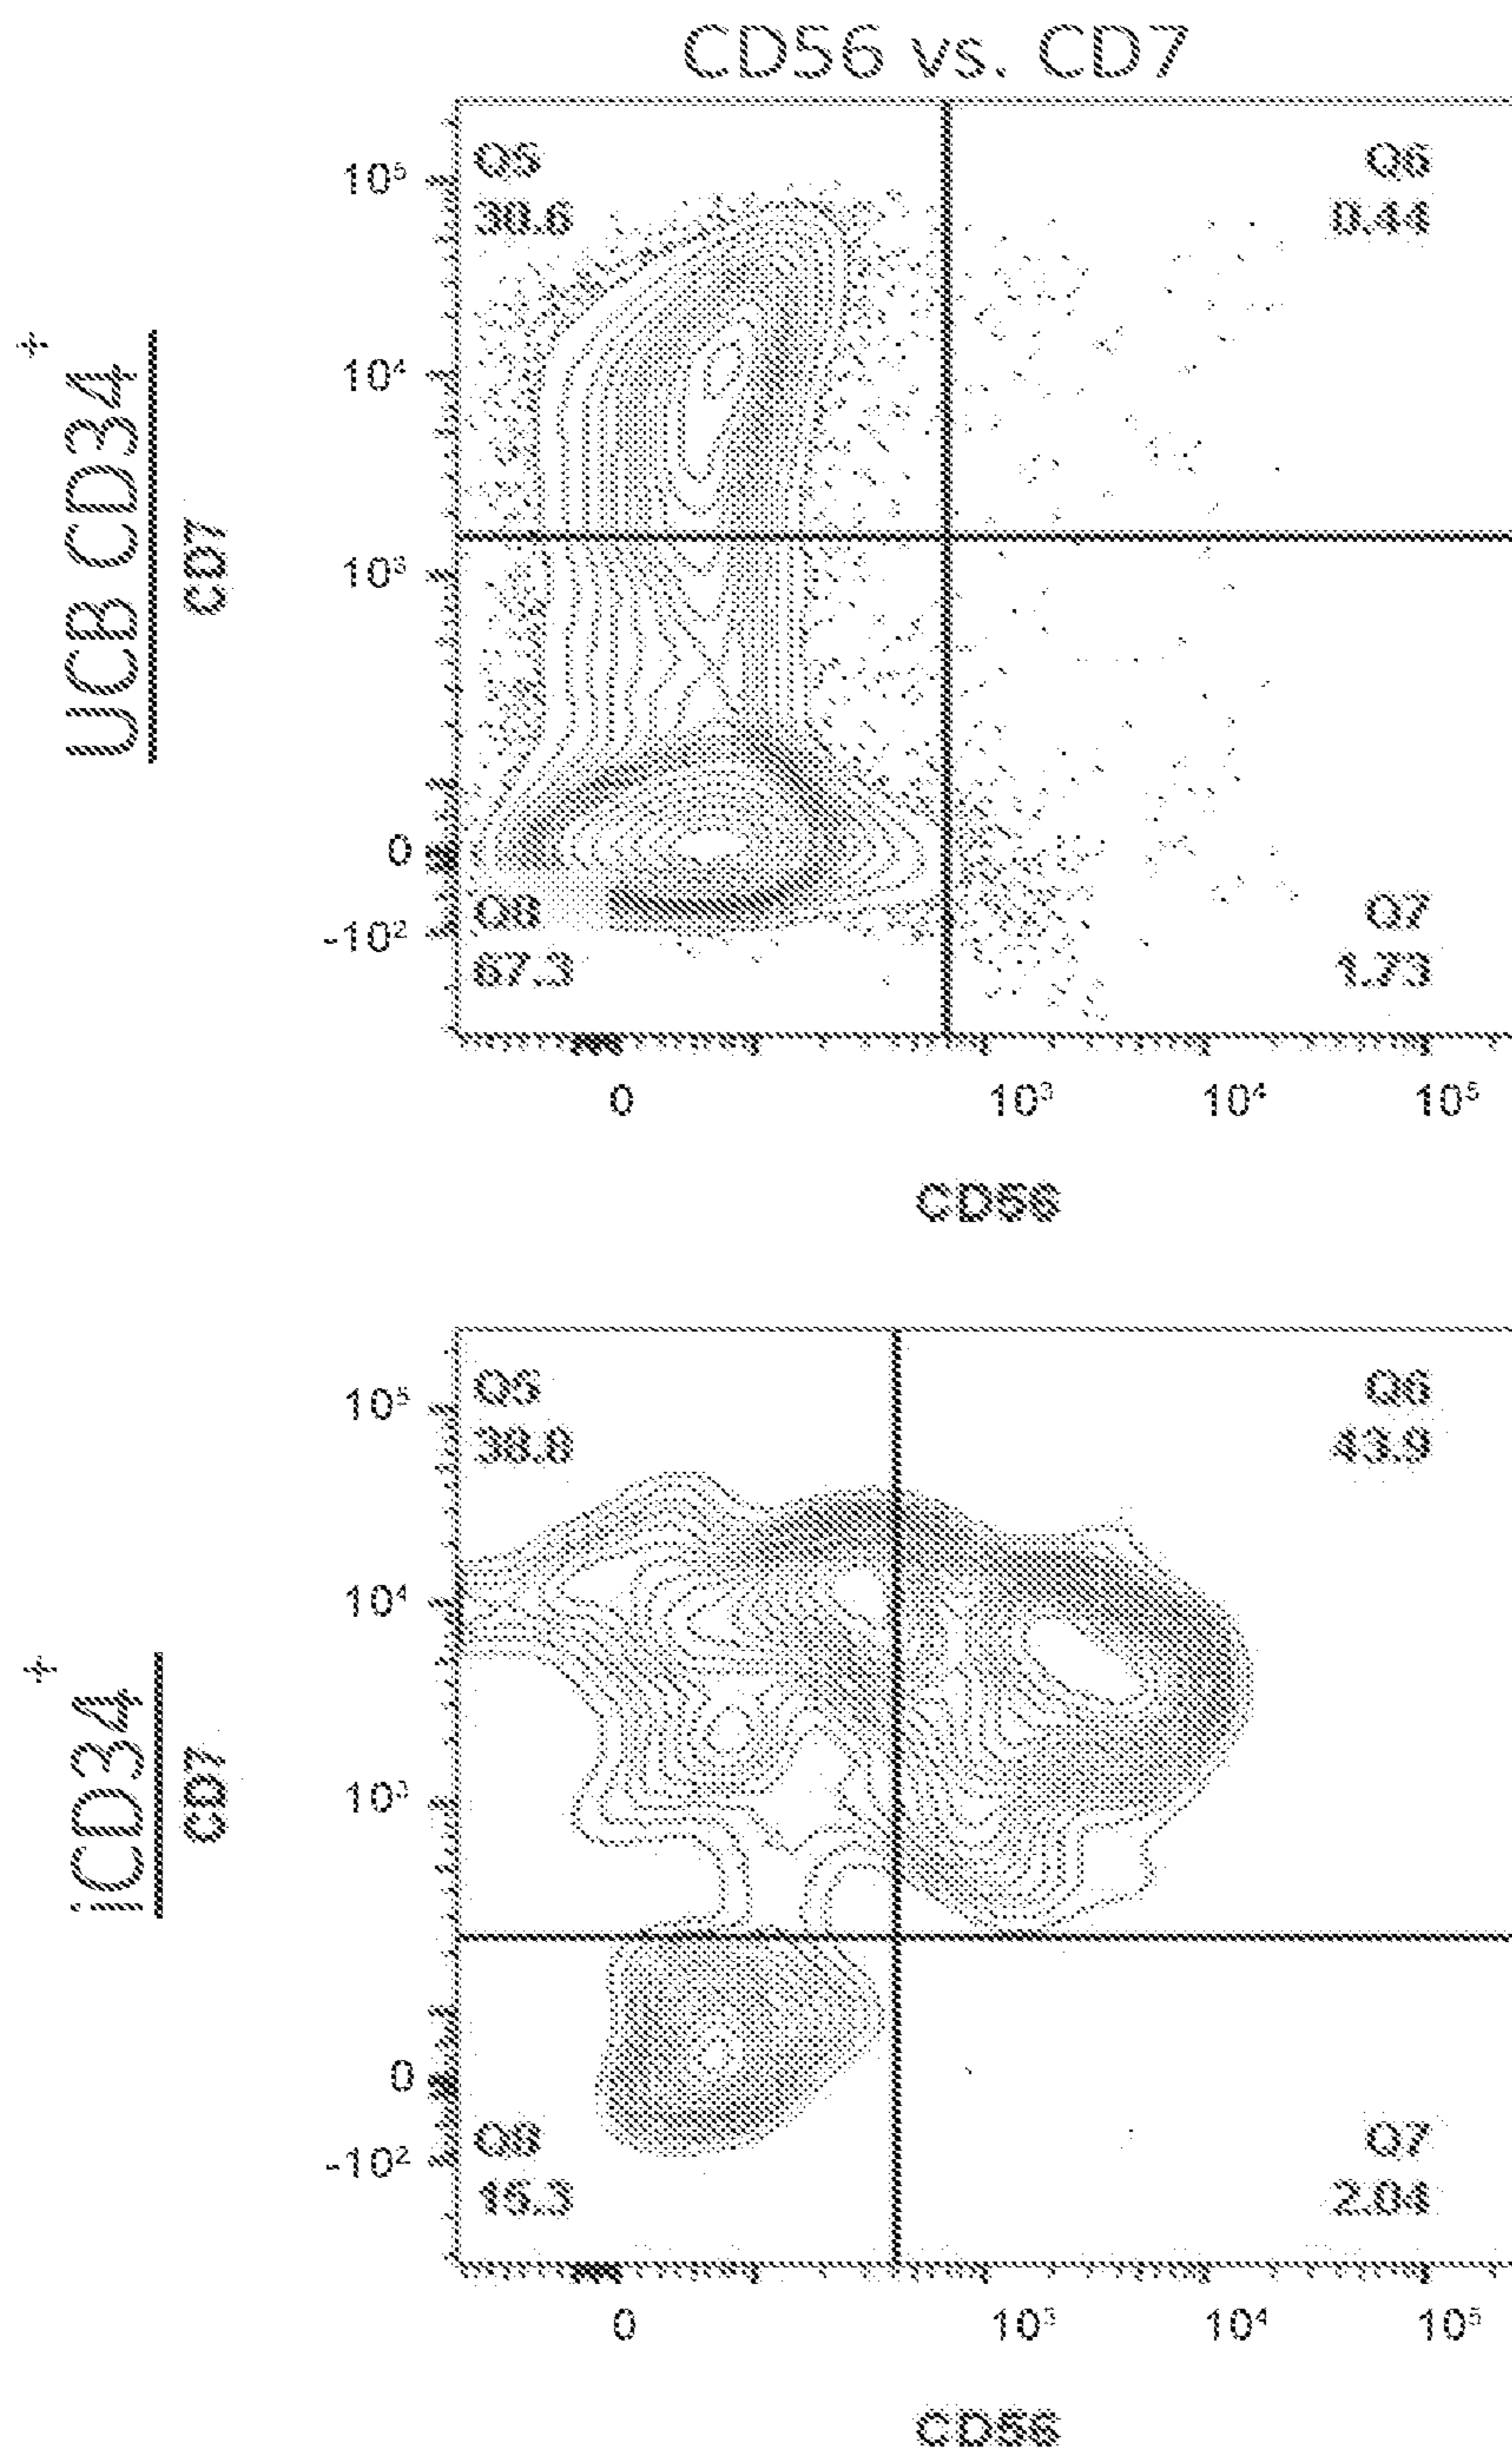 CD56 vs. CD7
UCB CD34+
CD7
10⁵
10⁴
10³
0
-10²
Q5
30.6
Q6
0.44
Q8
67.3
Q7
1.73
0
10³
10⁴
10⁵
CD56
iCD34+
CD7
10⁵
10⁴
10³
0
-10²
Q5
38.8
Q6
43.9
Q8
15.3
Q7
2.04
0
10³
10⁴
10⁵
CD56